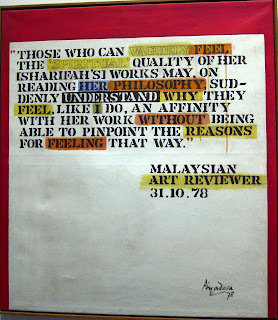 "THOSE WHO CAN VAGUELY FEEL
THE SPIRITUAL QUALITY OF HER
(SHARIFAH'S) WORKS MAY, ON
READING HER PHILOSOPHY, SUD-
DENLY UNDERSTAND WHY THEY
FEEL, LIKE I DO, AN AFFINITY
WITH HER WORK WITHOUT BEING
ABLE TO PINPOINT THE REASONS
FOR FEELING THAT WAY."
MALAYSIAN
ART REVIEWER
31.10.78
78